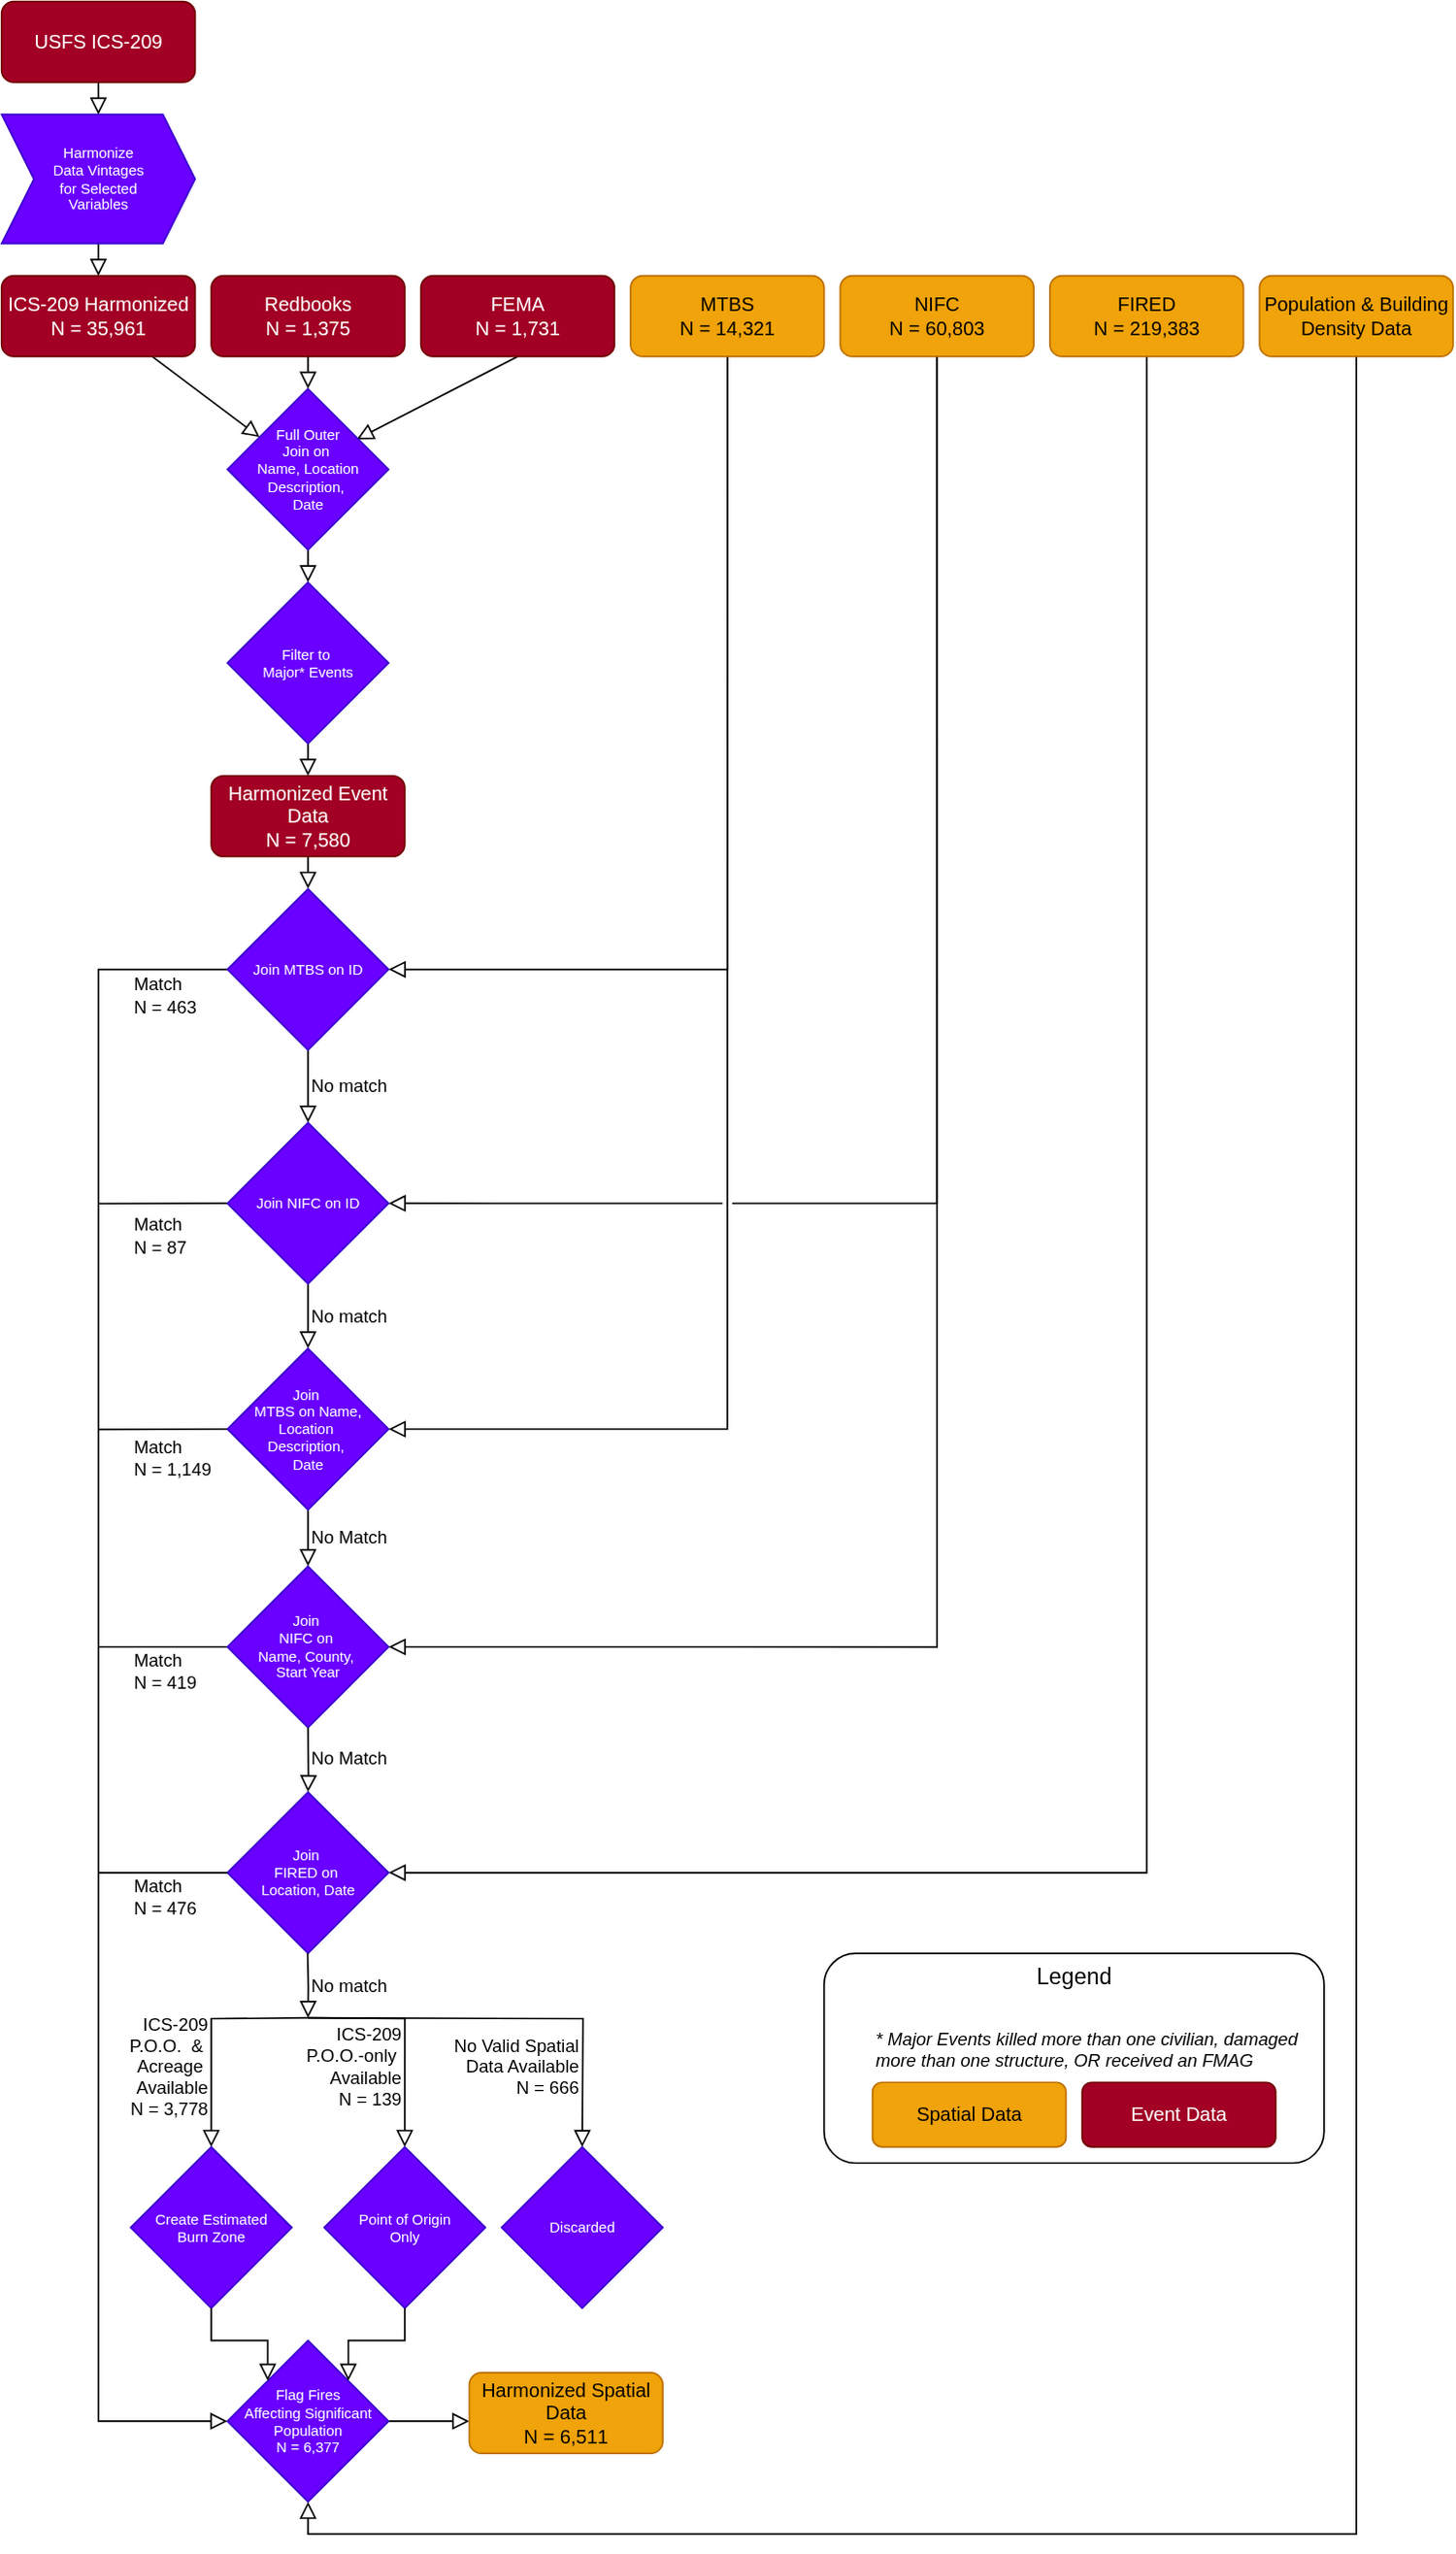 USFS ICS-209
Harmonize
Data Vintages
for Selected
Variables
ICS-209 Harmonized
N = 35,961
Redbooks
N = 1,375
FEMA
N = 1,731
MTBS
N = 14,321
NIFC
N = 60,803
FIRED
N = 219,383
Population & Building
Density Data
Full Outer
Join on
Name, Location
Description,
Date
Filter to
Major* Events
Harmonized Event
Data
N = 7,580
Join MTBS on ID
Match
N = 463
No match
Join NIFC on ID
Match
N = 87
No match
Join
MTBS on Name,
Location
Description,
Date
Match
N = 1,149
No Match
Join
NIFC on
Name, County,
Start Year
Match
N = 419
No Match
Join
FIRED on
Location, Date
Match
N = 476
No match
ICS-209
P.O.O. &
Acreage
Available
N = 3,778
ICS-209
P.O.O.-only
Available
N = 139
No Valid Spatial
Data Available
N = 666
Legend
* Major Events killed more than one civilian, damaged
more than one structure, OR received an FMAG
Spatial Data
Event Data
Create Estimated
Burn Zone
Point of Origin
Only
Discarded
Flag Fires
Affecting Significant
Population
N = 6,377
Harmonized Spatial
Data
N = 6,511